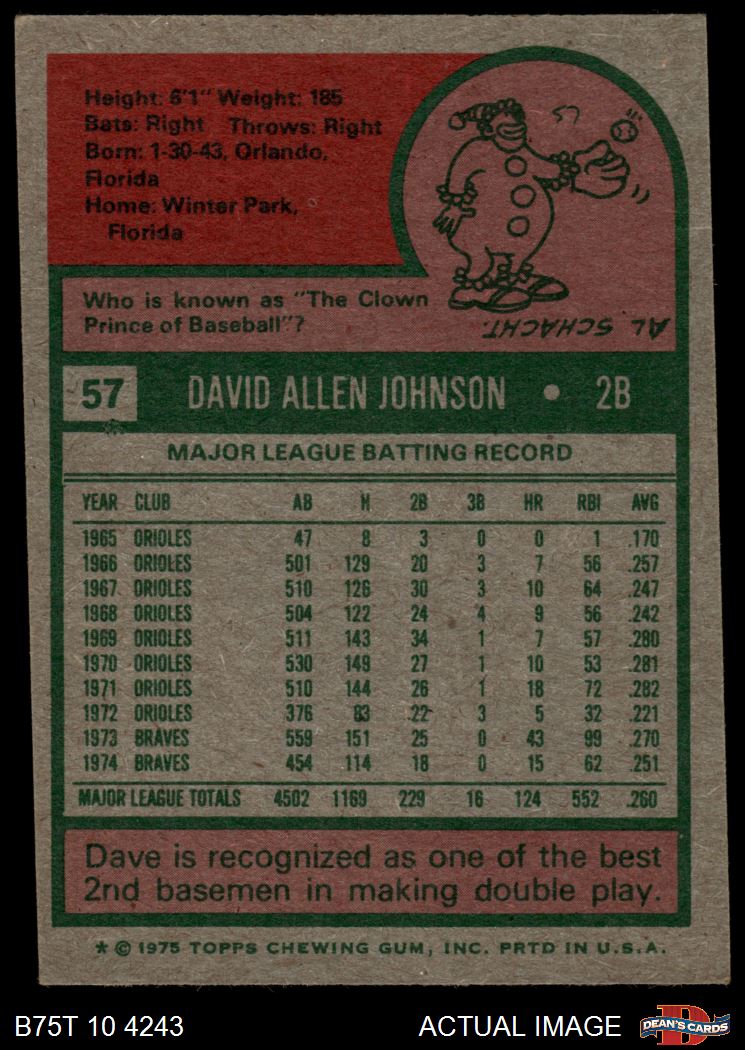 Height: 6'1" Weight: 185
Bats: Right Throws: Right
Born: 1-30-43, Orlando,
Florida
Home: Winter Park,
Florida
57
Who is known as "The Clown
Prince of Baseball"?
AL SCHACHT.
57 DAVID ALLEN JOHNSON • 2B
MAJOR LEAGUE BATTING RECORD
YEAR CLUB AB H 2B 3B HR RBI AVG
1965 ORIOLES 47 8 3 0 0 1 .170
1966 ORIOLES 501 129 20 3 7 56 .257
1967 ORIOLES 510 126 30 3 10 64 .247
1968 ORIOLES 504 122 24 4 9 56 .242
1969 ORIOLES 511 143 34 1 7 57 .280
1970 ORIOLES 530 149 27 1 10 53 .281
1971 ORIOLES 510 144 26 1 18 72 .282
1972 ORIOLES 376 83 22 3 5 32 .221
1973 BRAVES 559 151 25 0 43 99 .270
1974 BRAVES 454 114 18 0 15 62 .251
MAJOR LEAGUE TOTALS 4502 1169 229 16 124 552 .260
Dave is recognized as one of the best
2nd basemen in making double play.
* © 1975 TOPPS CHEWING GUM, INC. PRTD IN U.S.A.
B75T 10 4243 ACTUAL IMAGE DEAN'S CARDS